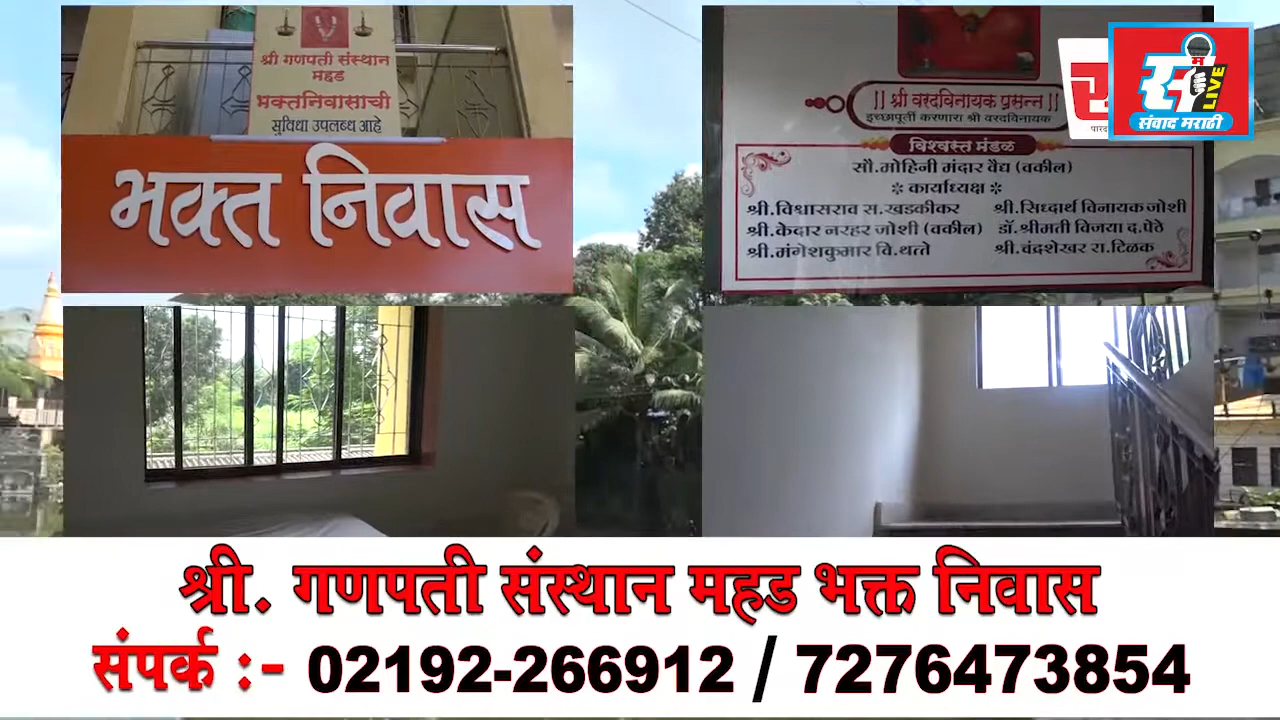 श्री गणपती संस्थान
महड
भक्तनिवासाची
सुविधा उपलब्ध आहे
भक्त निवास
|| श्री वरदविनायक प्रसन्न ||
इच्छापूर्ती करणारा श्री वरदविनायक
विश्वस्त मंडळ
सौ.मोहिनी मंदार वैद्य (वकील)
❊ कार्याध्यक्ष ❊
श्री.विश्वासराव स.खडकीकर श्री.सिध्दार्थ विनायक जोशी
श्री.केदार नरहर जोशी (वकील) डॉ.श्रीमती विजया द.पेठे
श्री.मंगेशकुमार वि.थत्ते श्री.चंद्रशेखर रा.टिळक
सम
LIVE
संवाद मराठी
श्री. गणपती संस्थान महड भक्त निवास
संपर्क :- 02192-266912 / 7276473854